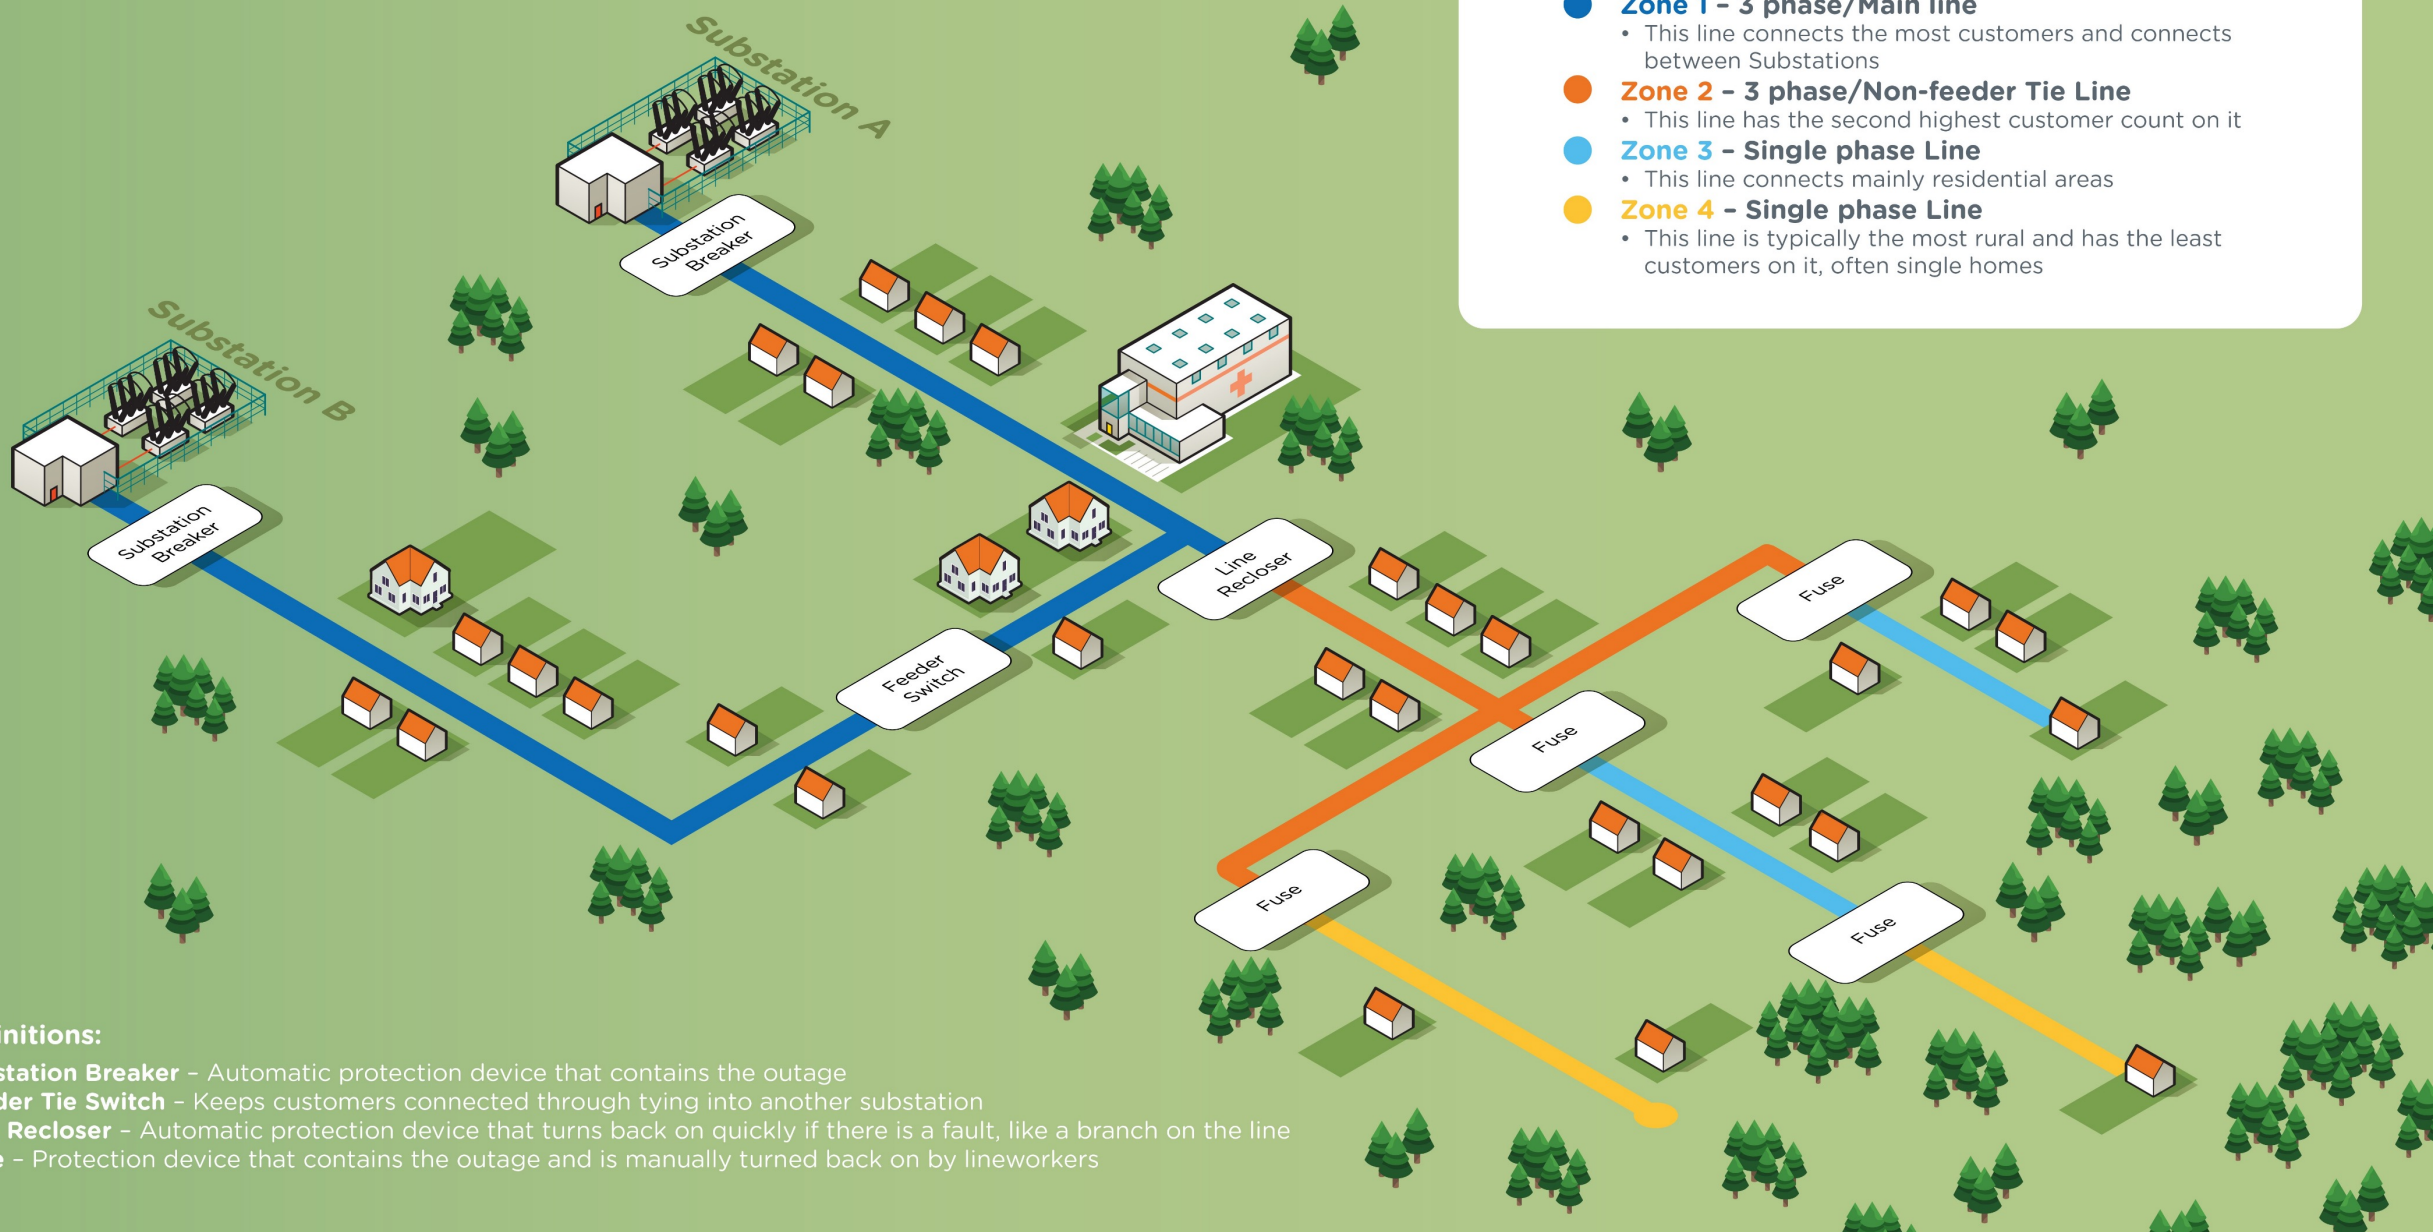 Substation A
Substation B
Zone 1 – 3 phase/Main line
• This line connects the most customers and connects
between Substations
Zone 2 – 3 phase/Non-feeder Tie Line
• This line has the second highest customer count on it
Zone 3 – Single phase Line
• This line connects mainly residential areas
Zone 4 – Single phase Line
• This line is typically the most rural and has the least
customers on it, often single homes
Substation
Breaker
Substation
Breaker
Line
Recloser
Feeder
Switch
Fuse
Fuse
Fuse
Fuse
initions:
station Breaker – Automatic protection device that contains the outage
der Tie Switch – Keeps customers connected through tying into another substation
Recloser – Automatic protection device that turns back on quickly if there is a fault, like a branch on the line
e – Protection device that contains the outage and is manually turned back on by lineworkers